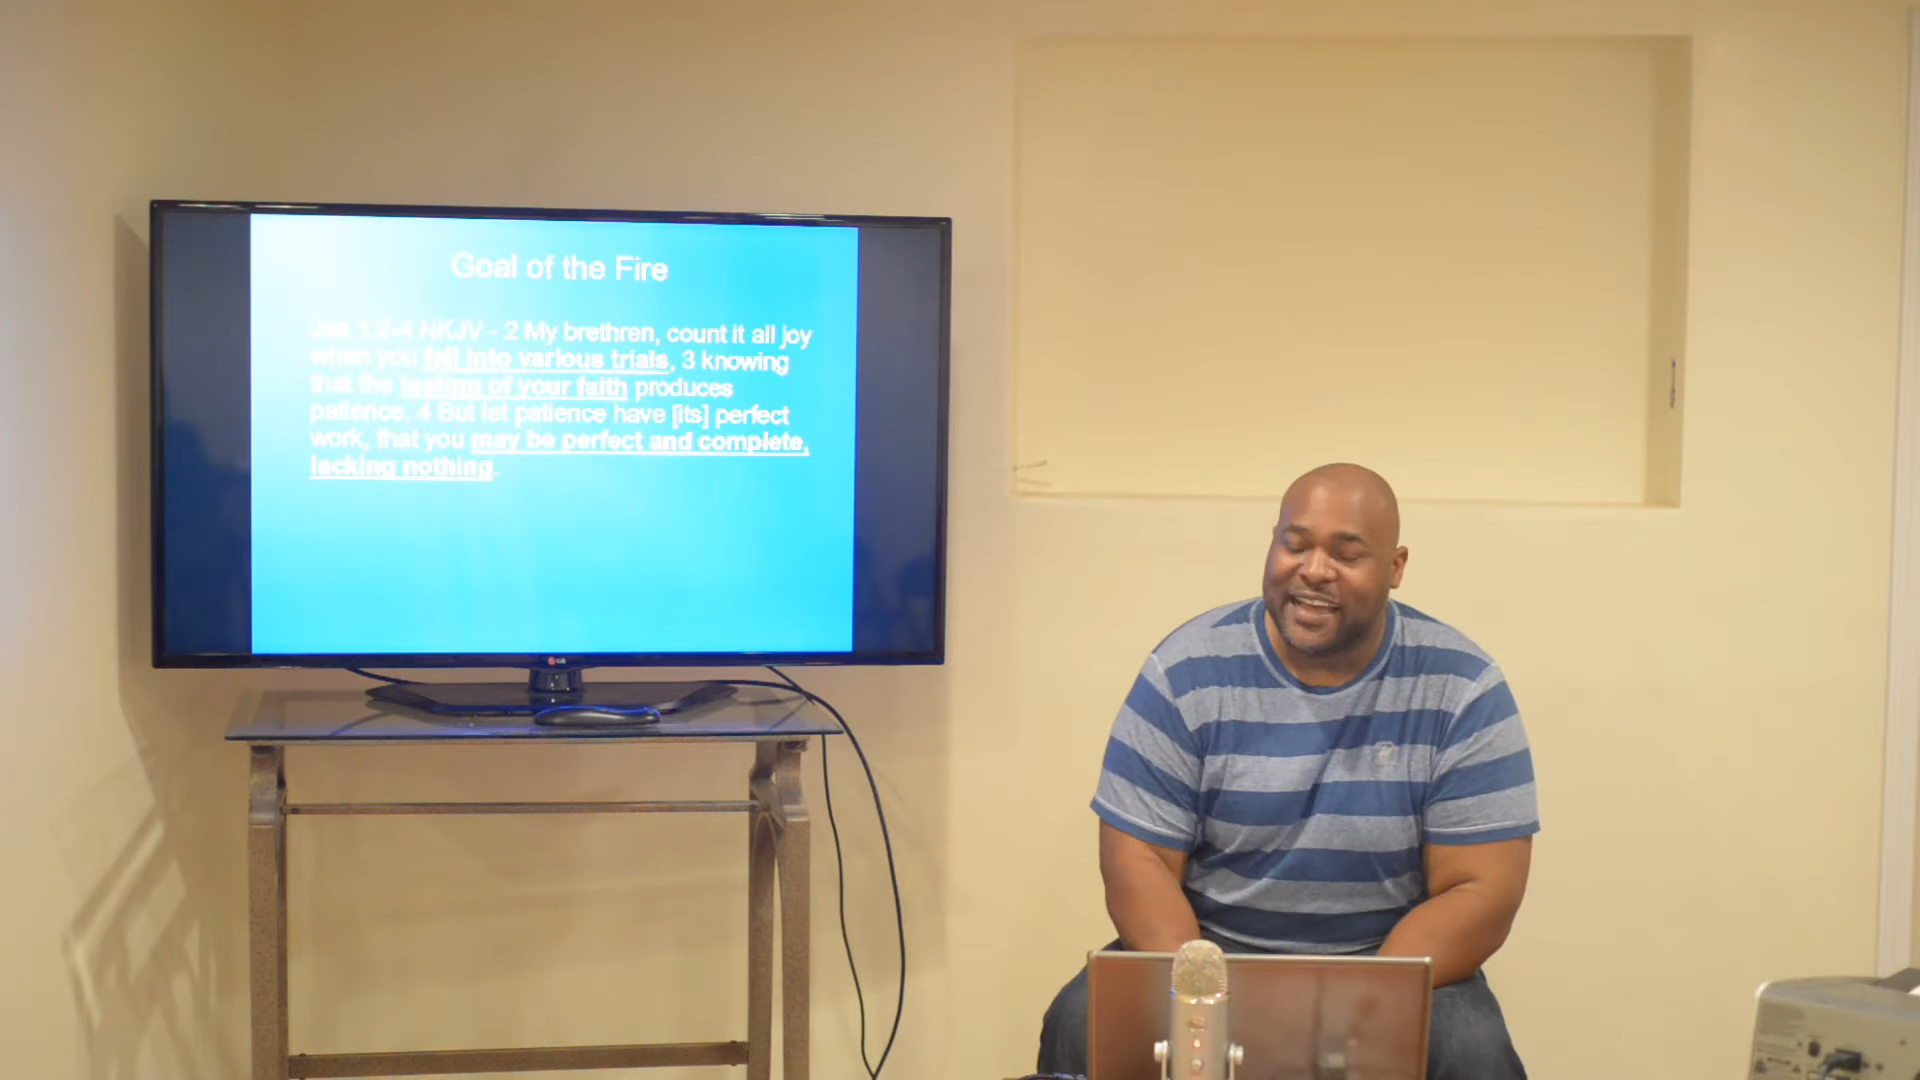 Goal of the Fire
Jas 1:2-4 NKJV - 2 My brethren, count it all joy
when you fall into various trials, 3 knowing
that the testing of your faith produces
patience. 4 But let patience have [its] perfect
work, that you may be perfect and complete,
lacking nothing.
LG